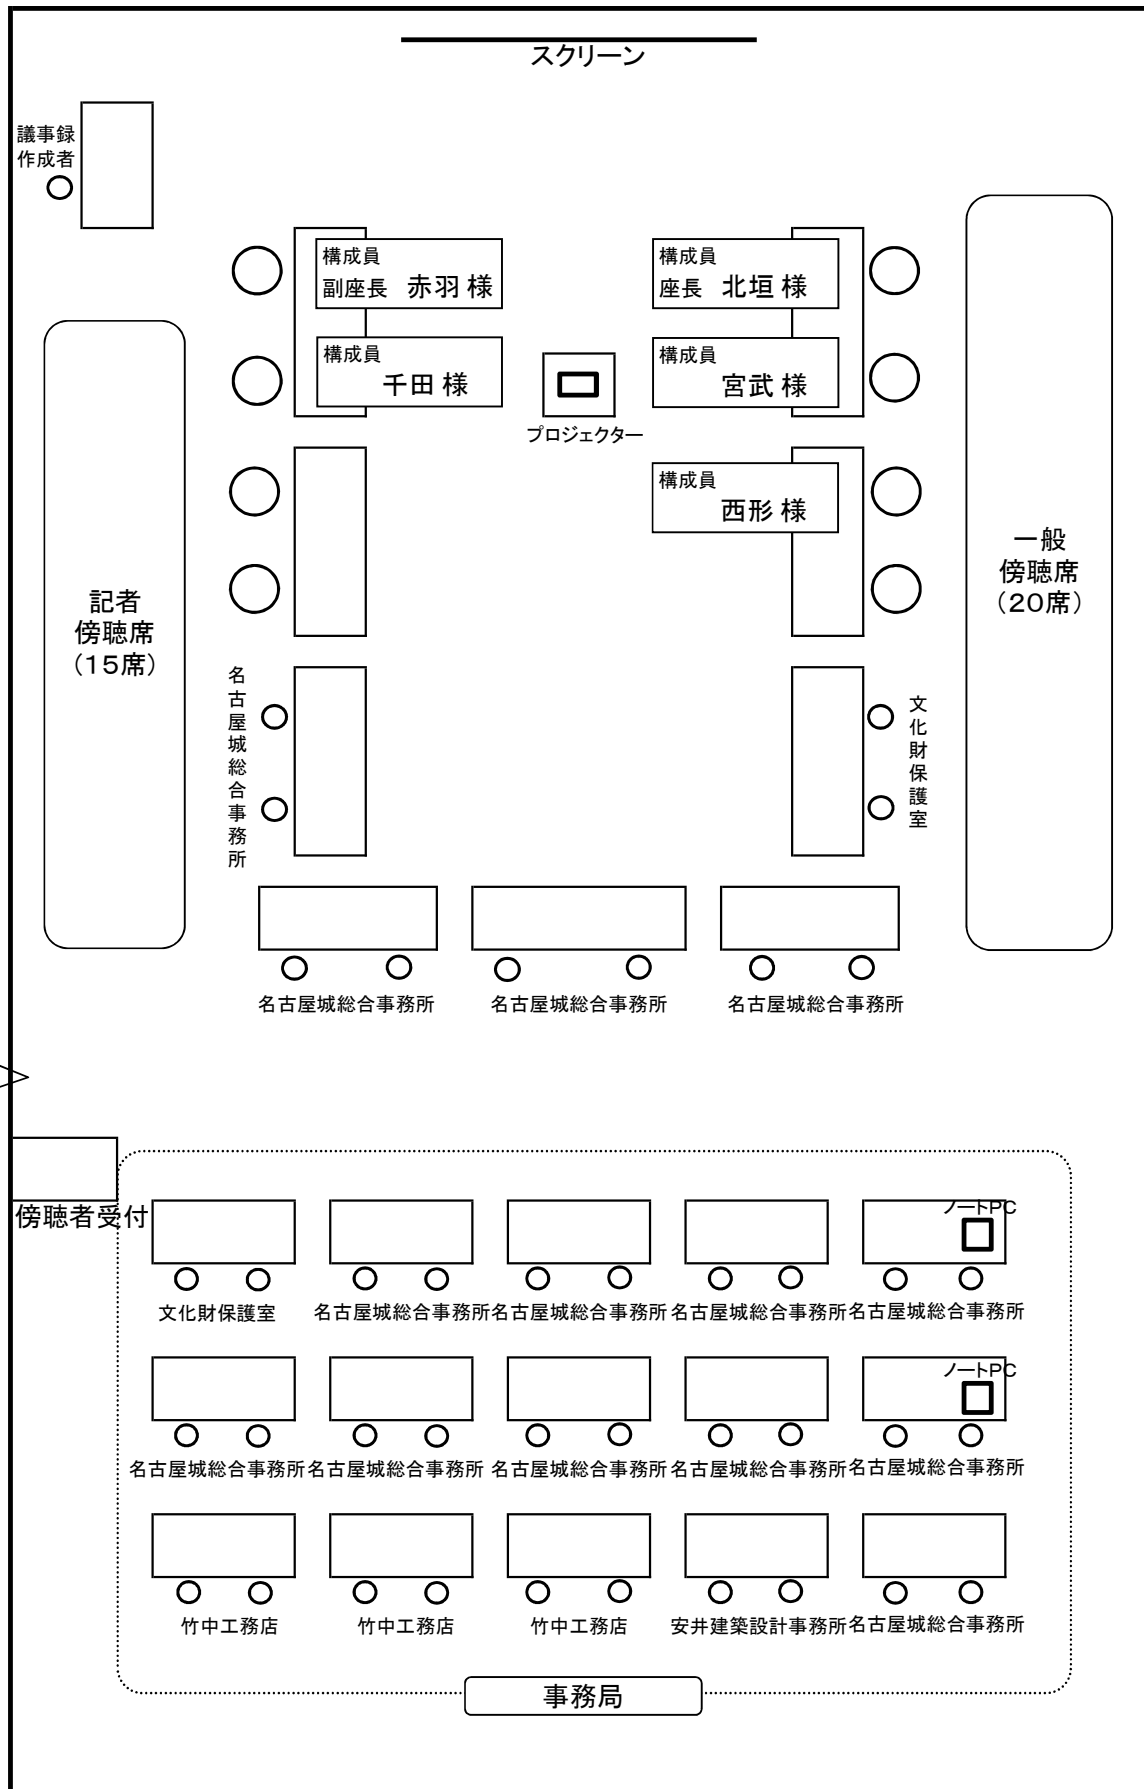 スクリーン
議事録
作成者
構成員
副座長 赤羽 様
構成員
座長 北垣 様
構成員
千田 様
構成員
宮武 様
プロジェクター
構成員
西形 様
記者
傍聴席
（15席）
一般
傍聴席
（20席）
名古屋城総合事務所
文化財保護室
名古屋城総合事務所
名古屋城総合事務所
名古屋城総合事務所
傍聴者受付
ノートPC
文化財保護室
名古屋城総合事務所
名古屋城総合事務所
名古屋城総合事務所
名古屋城総合事務所
ノートPC
名古屋城総合事務所
名古屋城総合事務所
名古屋城総合事務所
名古屋城総合事務所
名古屋城総合事務所
竹中工務店
竹中工務店
竹中工務店
安井建築設計事務所
名古屋城総合事務所
事務局